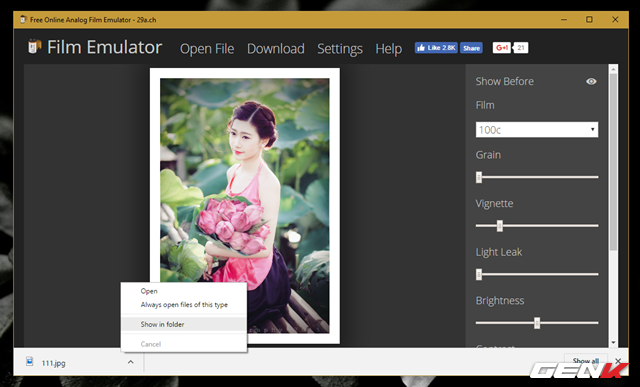 Free Online Analog Film Emulator - 29a.ch
Film Emulator Open File Download Settings Help Like 2.8K Share G+1 21
Show Before
Film
100c
Grain
Vignette
Light Leak
Brightness
Contrast
Open
Always open files of this type
Show in folder
Cancel
111.jpg
Show all
GENK